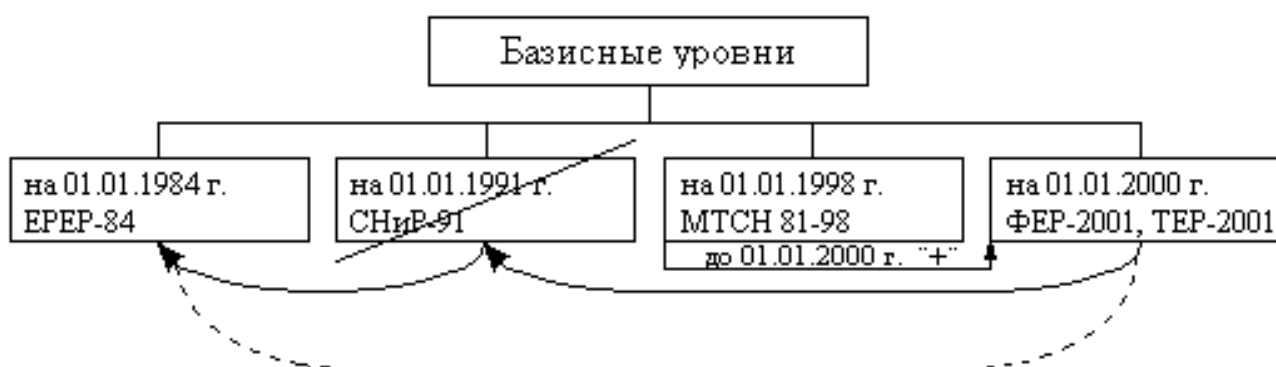 Базисные уровни
на 01.01.1984 г.
ЕРЕР-84
на 01.01.1991 г.
СНиР-91
на 01.01.1998 г.
МТСН 81-98
на 01.01.2000 г.
ФЕР-2001, ТЕР-2001
до 01.01.2000 г. "+"